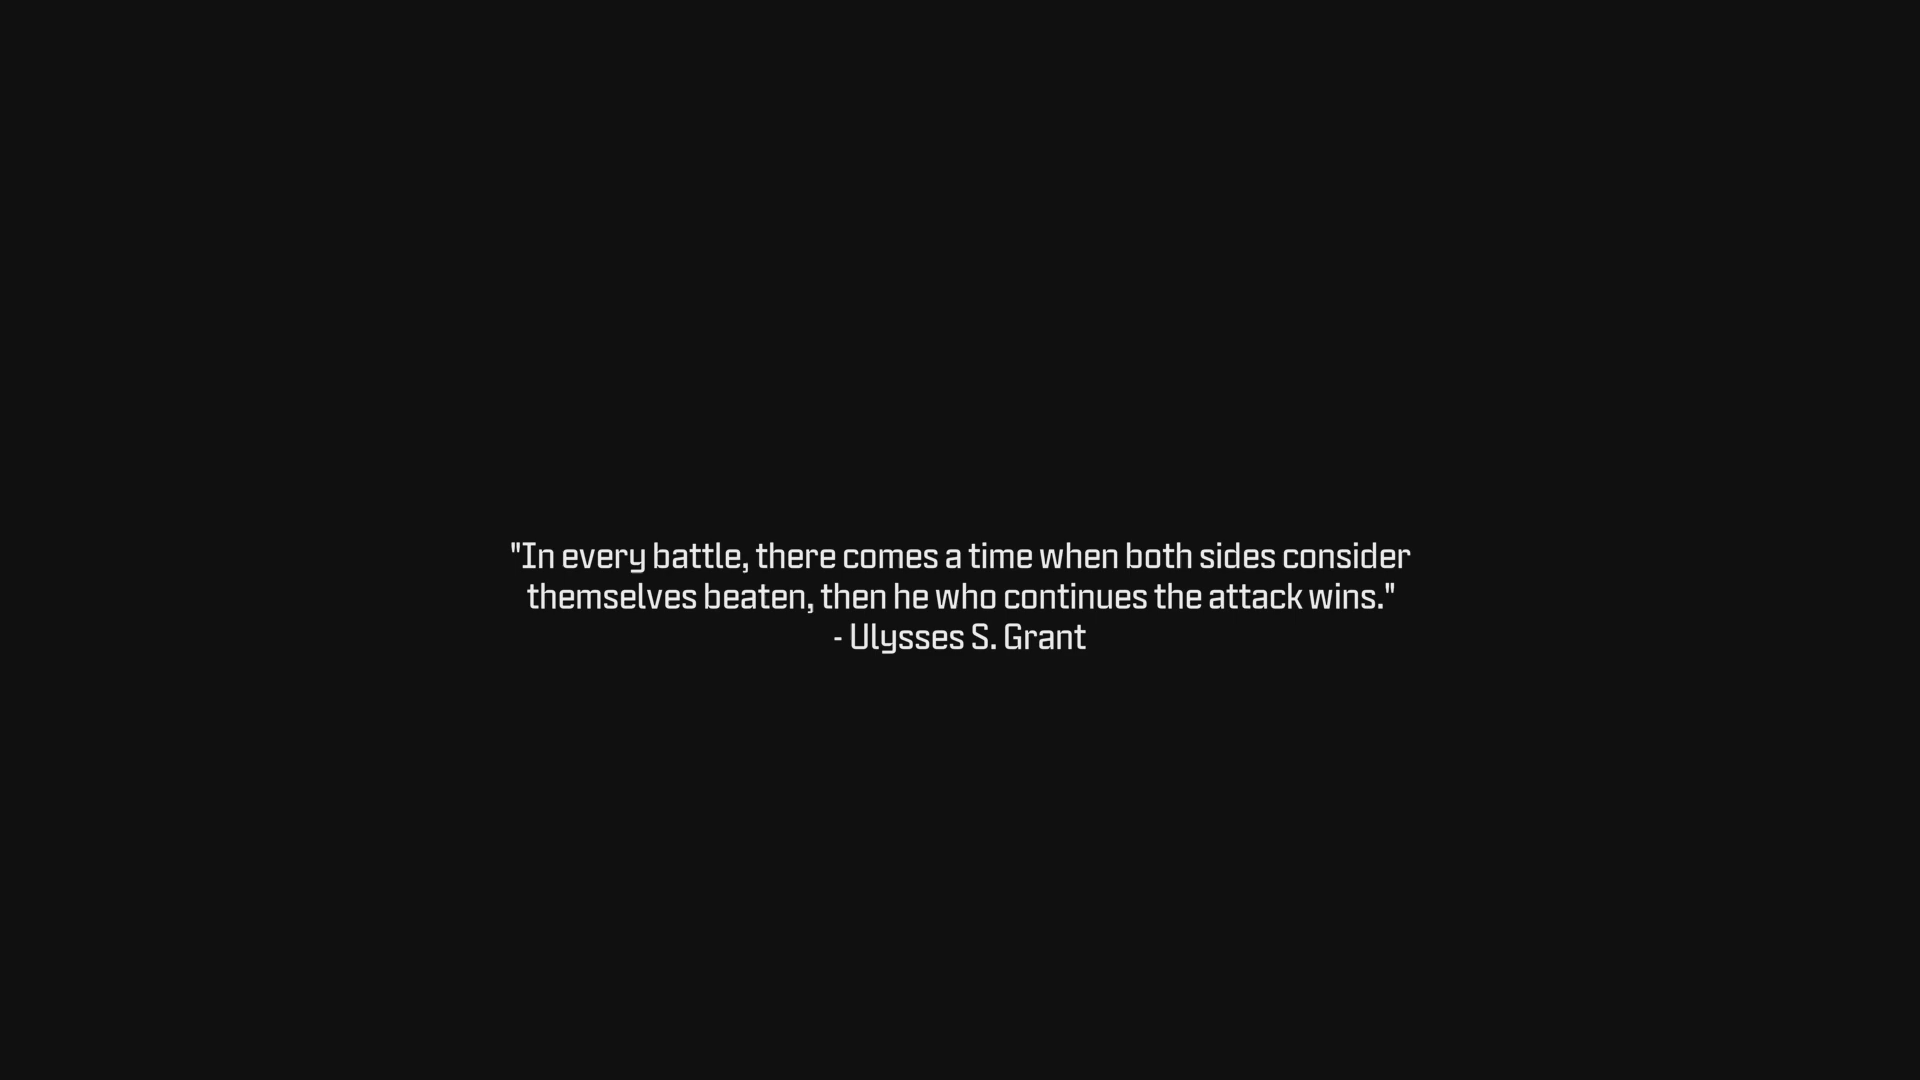 "In every battle, there comes a time when both sides consider
themselves beaten, then he who continues the attack wins."
- Ulysses S. Grant